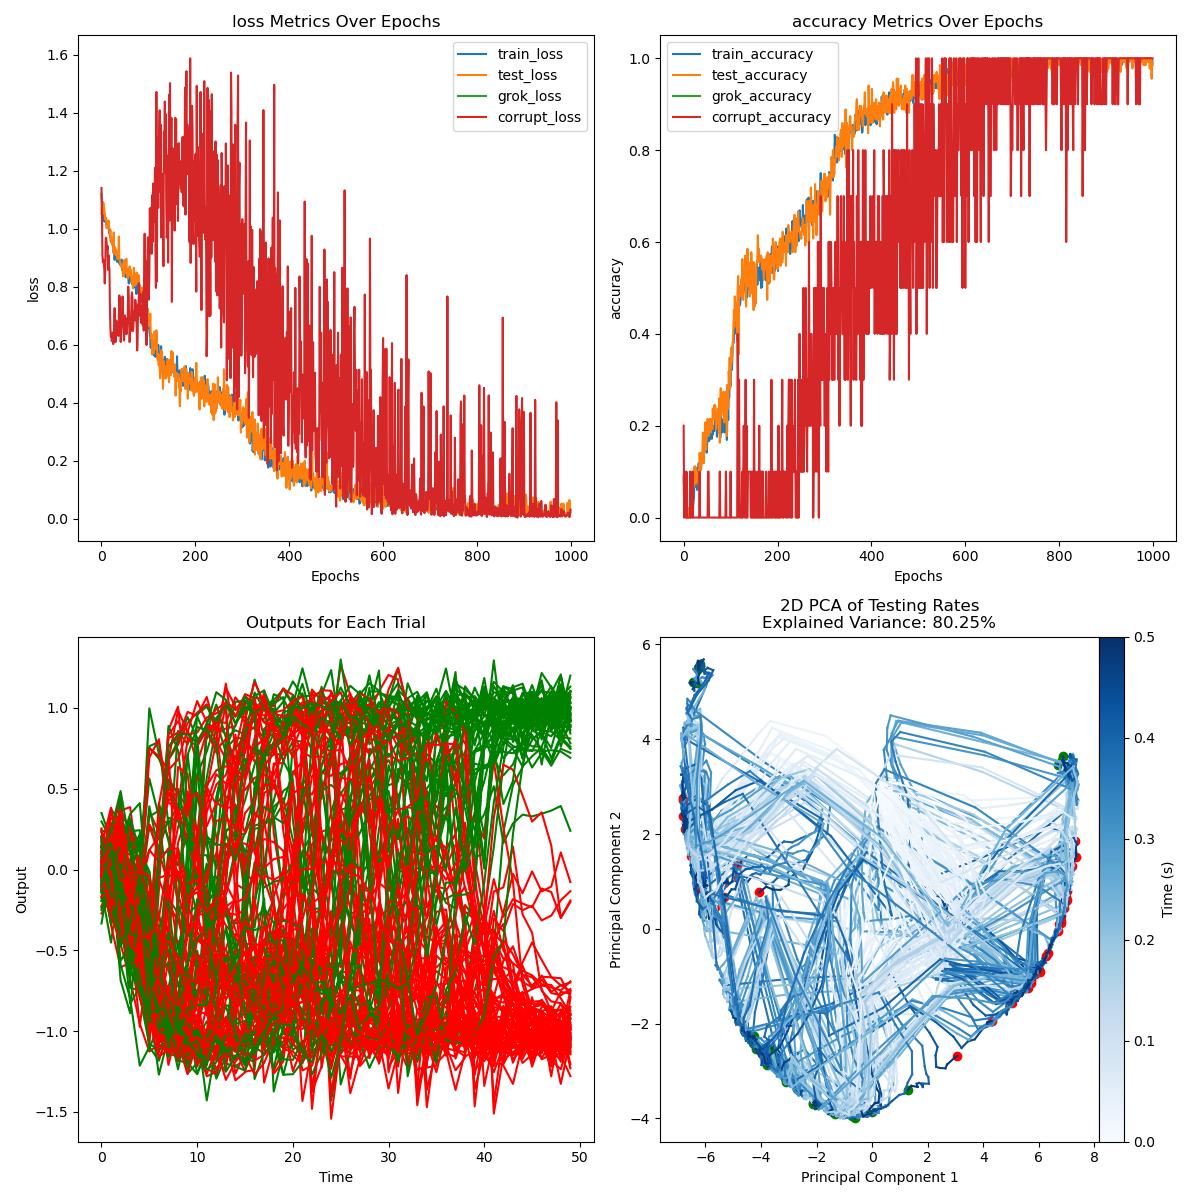 loss Metrics Over Epochs
1.6
1.4
1.2
1.0
0.8
0.6
0.4
0.2
0.0
loss
train_loss
test_loss
grok_loss
corrupt_loss
0
200
400
600
800
1000
Epochs
accuracy Metrics Over Epochs
1.0
0.8
0.6
0.4
0.2
0.0
accuracy
train_accuracy
test_accuracy
grok_accuracy
corrupt_accuracy
0
200
400
600
800
1000
Epochs
Outputs for Each Trial
1.0
0.5
0.0
−0.5
−1.0
−1.5
Output
0
10
20
30
40
50
Time
2D PCA of Testing Rates
Explained Variance: 80.25%
6
4
2
0
−2
−4
Principal Component 2
−6
−4
−2
0
2
4
6
8
Principal Component 1
0.5
0.4
0.3
0.2
0.1
0.0
Time (s)